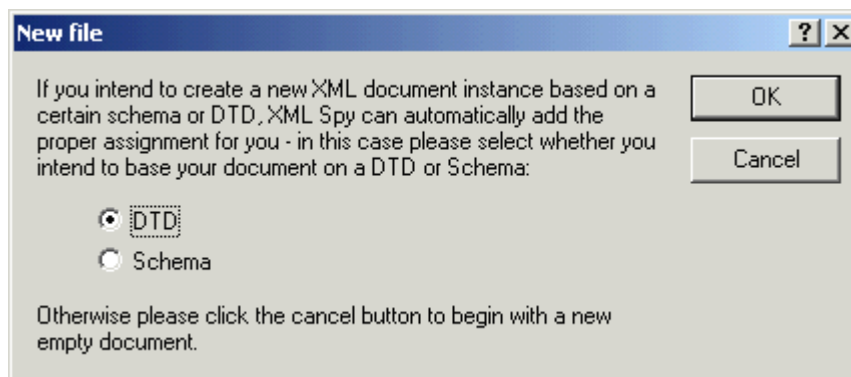 New file
If you intend to create a new XML document instance based on a
certain schema or DTD, XML Spy can automatically add the
proper assignment for you - in this case please select whether you
intend to base your document on a DTD or Schema:
OK
Cancel
DTD
Schema
Otherwise please click the cancel button to begin with a new
empty document.